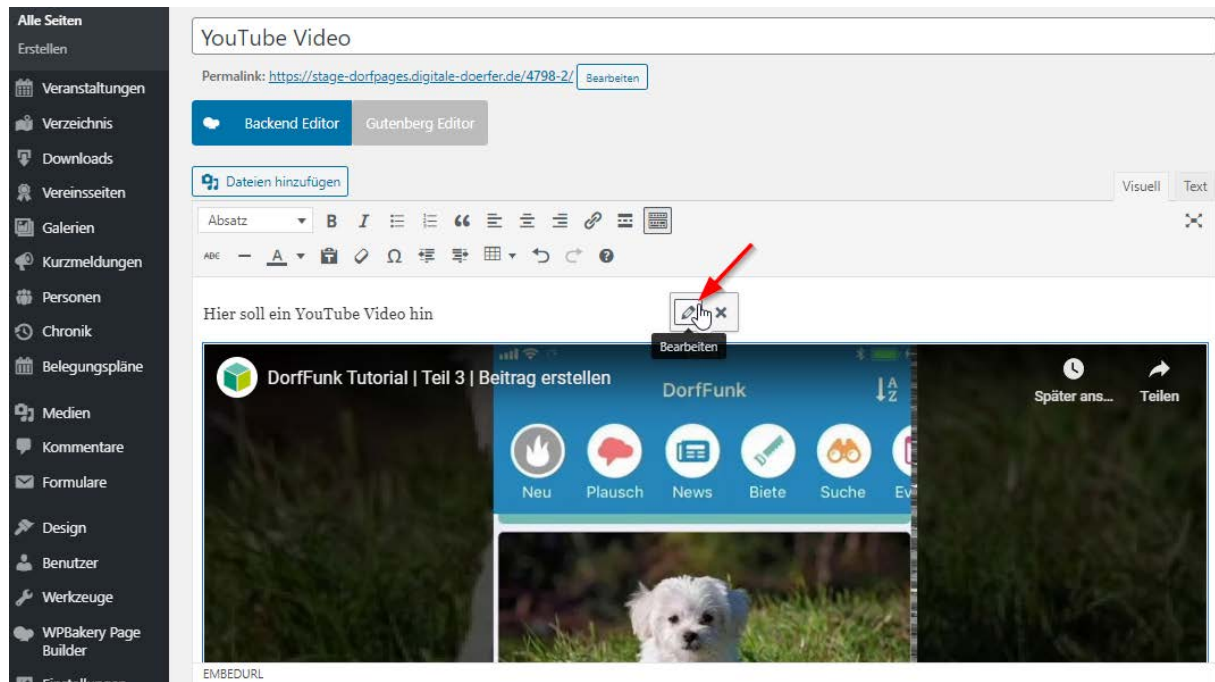 Alle Seiten
Erstellen
Veranstaltungen
Verzeichnis
Downloads
Vereinsseiten
Galerien
Kurzmeldungen
Personen
Chronik
Belegungspläne
Medien
Kommentare
Formulare
Design
Benutzer
Werkzeuge
WPBakery Page
Builder
Einstellungen
YouTube Video
Permalink: https://stage-dorfpages.digitale-doerfer.de/4798-2/ Bearbeiten
Backend Editor Gutenberg Editor
Dateien hinzufügen
Visuell Text
Absatz B I
ABC A Ω
Hier soll ein YouTube Video hin
Bearbeiten
DorfFunk Tutorial | Teil 3 | Beitrag erstellen
DorfFunk
A
Z
Später ans... Teilen
Neu Plausch News Biete Suche Ev
EMBEDURL